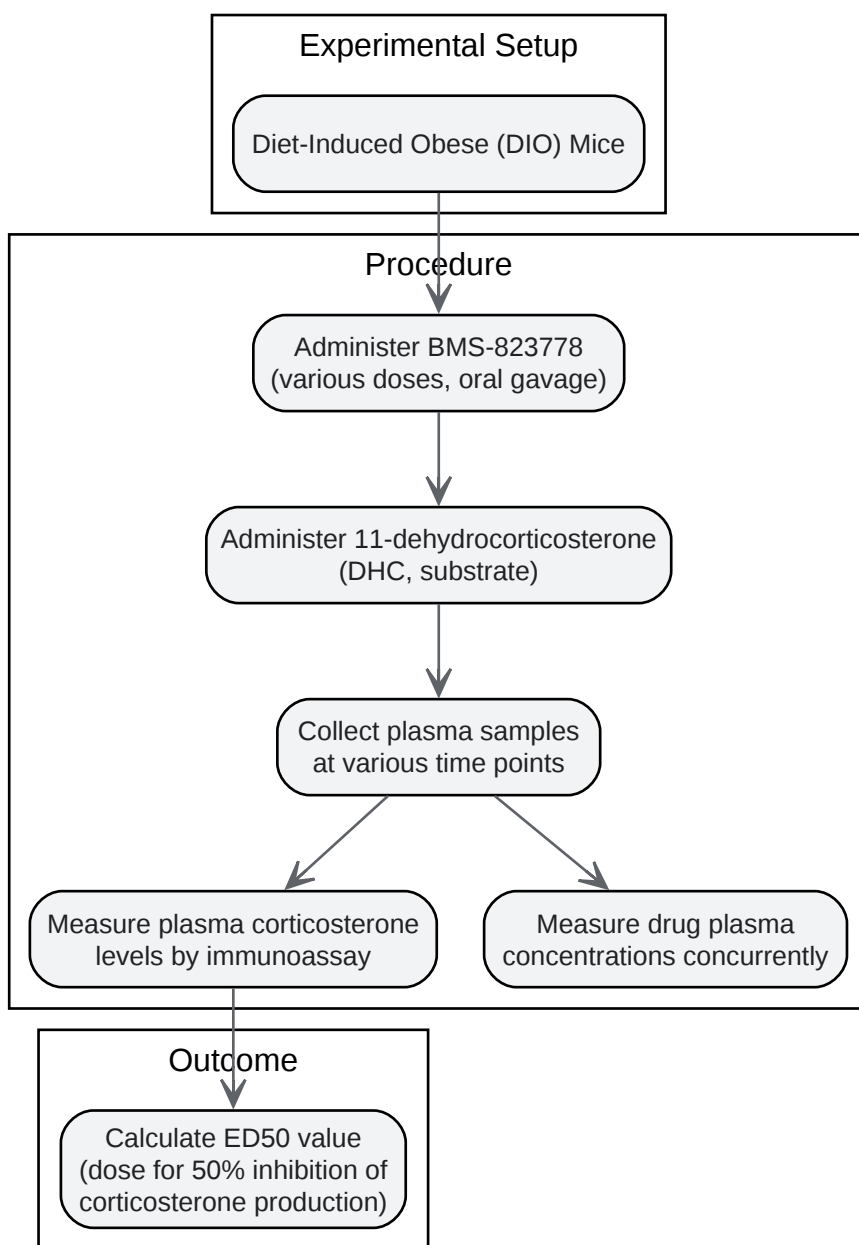 Experimental Setup
Diet-Induced Obese (DIO) Mice
Procedure
Administer BMS-823778
(various doses, oral gavage)
Administer 11-dehydrocorticosterone
(DHC, substrate)
Collect plasma samples
at various time points
Measure plasma corticosterone
levels by immunoassay
Measure drug plasma
concentrations concurrently
Outcome
Calculate ED50 value
(dose for 50% inhibition of
corticosterone production)